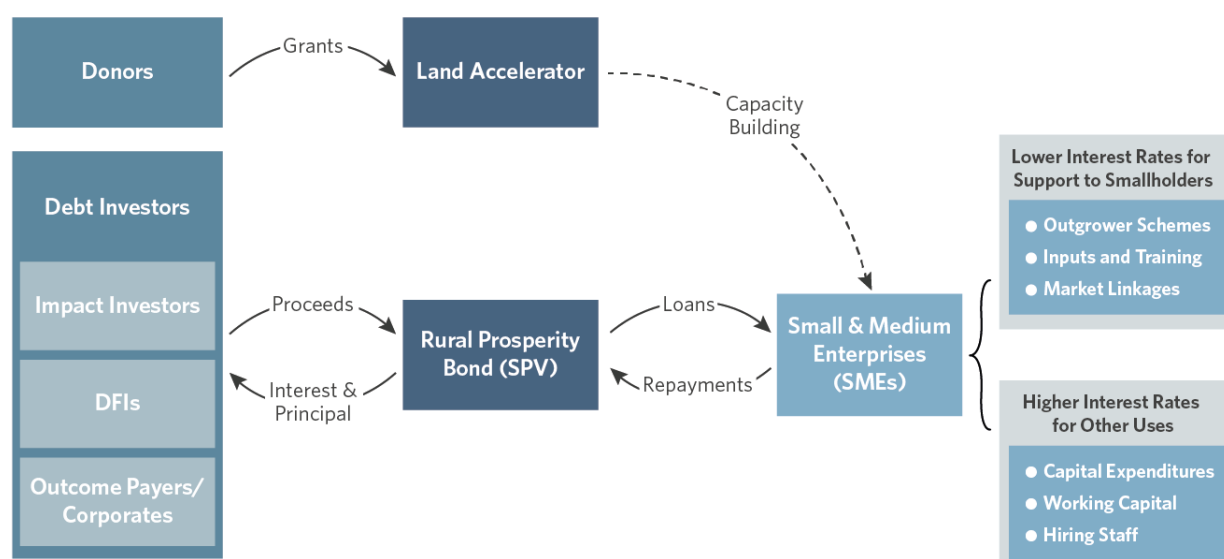 Donors
Grants
Land Accelerator
Capacity
Building
Debt Investors
Impact Investors
DFIs
Outcome Payers/
Corporates
Proceeds
Interest &
Principal
Rural Prosperity
Bond (SPV)
Loans
Repayments
Small & Medium
Enterprises
(SMEs)
Lower Interest Rates for
Support to Smallholders
● Outgrower Schemes
● Inputs and Training
● Market Linkages
Higher Interest Rates
for Other Uses
● Capital Expenditures
● Working Capital
● Hiring Staff